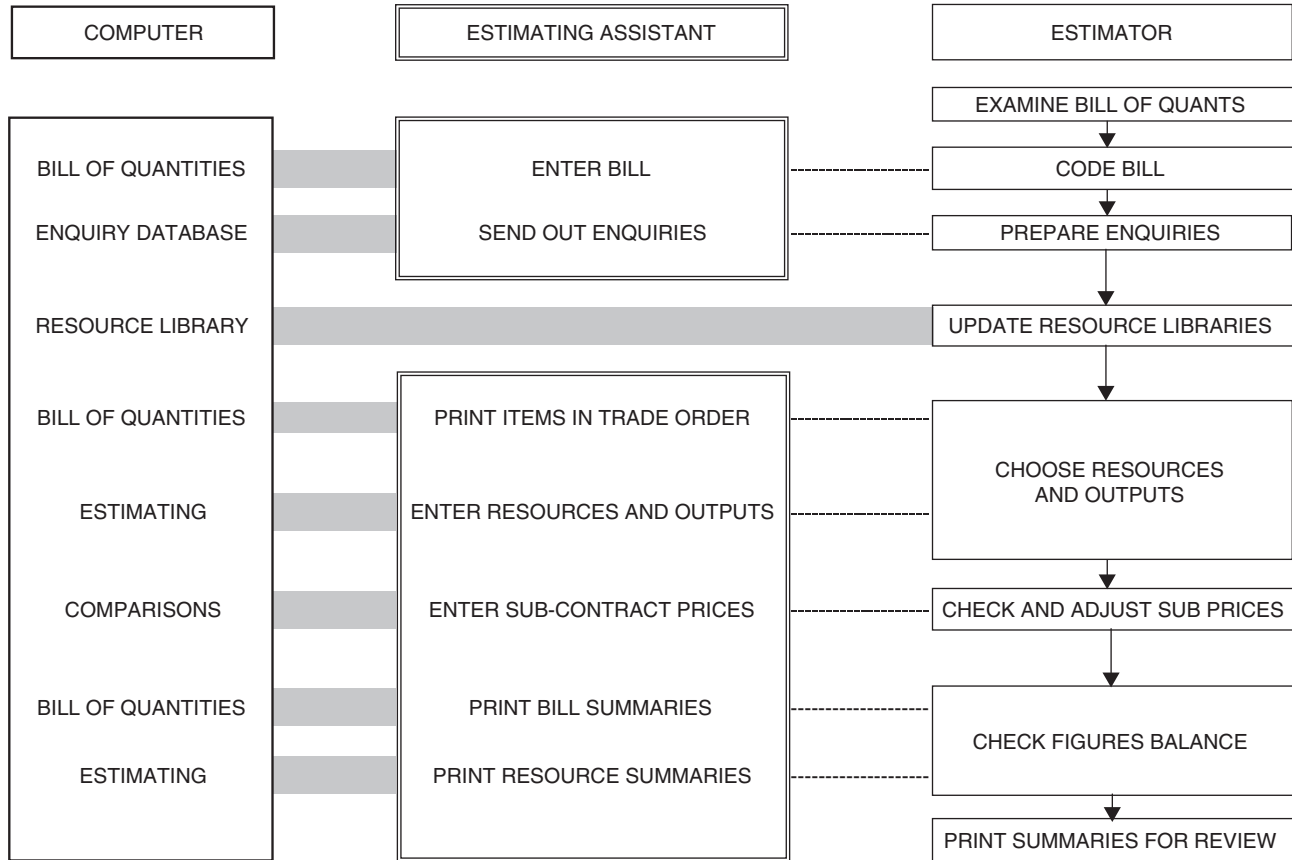 COMPUTER
ESTIMATING ASSISTANT
ESTIMATOR
EXAMINE BILL OF QUANTS
BILL OF QUANTITIES
ENTER BILL
CODE BILL
ENQUIRY DATABASE
SEND OUT ENQUIRIES
PREPARE ENQUIRIES
RESOURCE LIBRARY
UPDATE RESOURCE LIBRARIES
BILL OF QUANTITIES
PRINT ITEMS IN TRADE ORDER
CHOOSE RESOURCES
AND OUTPUTS
ESTIMATING
ENTER RESOURCES AND OUTPUTS
COMPARISONS
ENTER SUB-CONTRACT PRICES
CHECK AND ADJUST SUB PRICES
BILL OF QUANTITIES
PRINT BILL SUMMARIES
CHECK FIGURES BALANCE
ESTIMATING
PRINT RESOURCE SUMMARIES
PRINT SUMMARIES FOR REVIEW